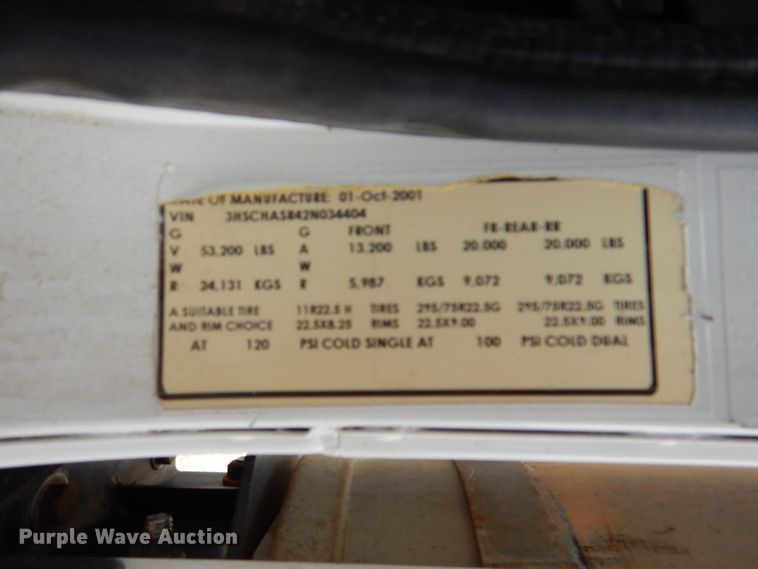 DATE OF MANUFACTURE: 01-Oct-2001
VIN 3HSCHASR42N034404
G G FRONT FR-REAR-RR
V 53,200 LBS A 13,200 LBS 20,000 20,000 LBS
W W
R 24,131 KGS R 5,987 KGS 9,072 9,072 KGS
A SUITABLE TIRE 11R22.5 H TIRES 295/75R22.5G 295/75R22.5G TIRES
AND RIM CHOICE 22.5X8.25 RIMS 22.5X9.00 22.5X9.00 RIMS
AT 120 PSI COLD SINGLE AT 100 PSI COLD DUAL
Purple Wave Auction